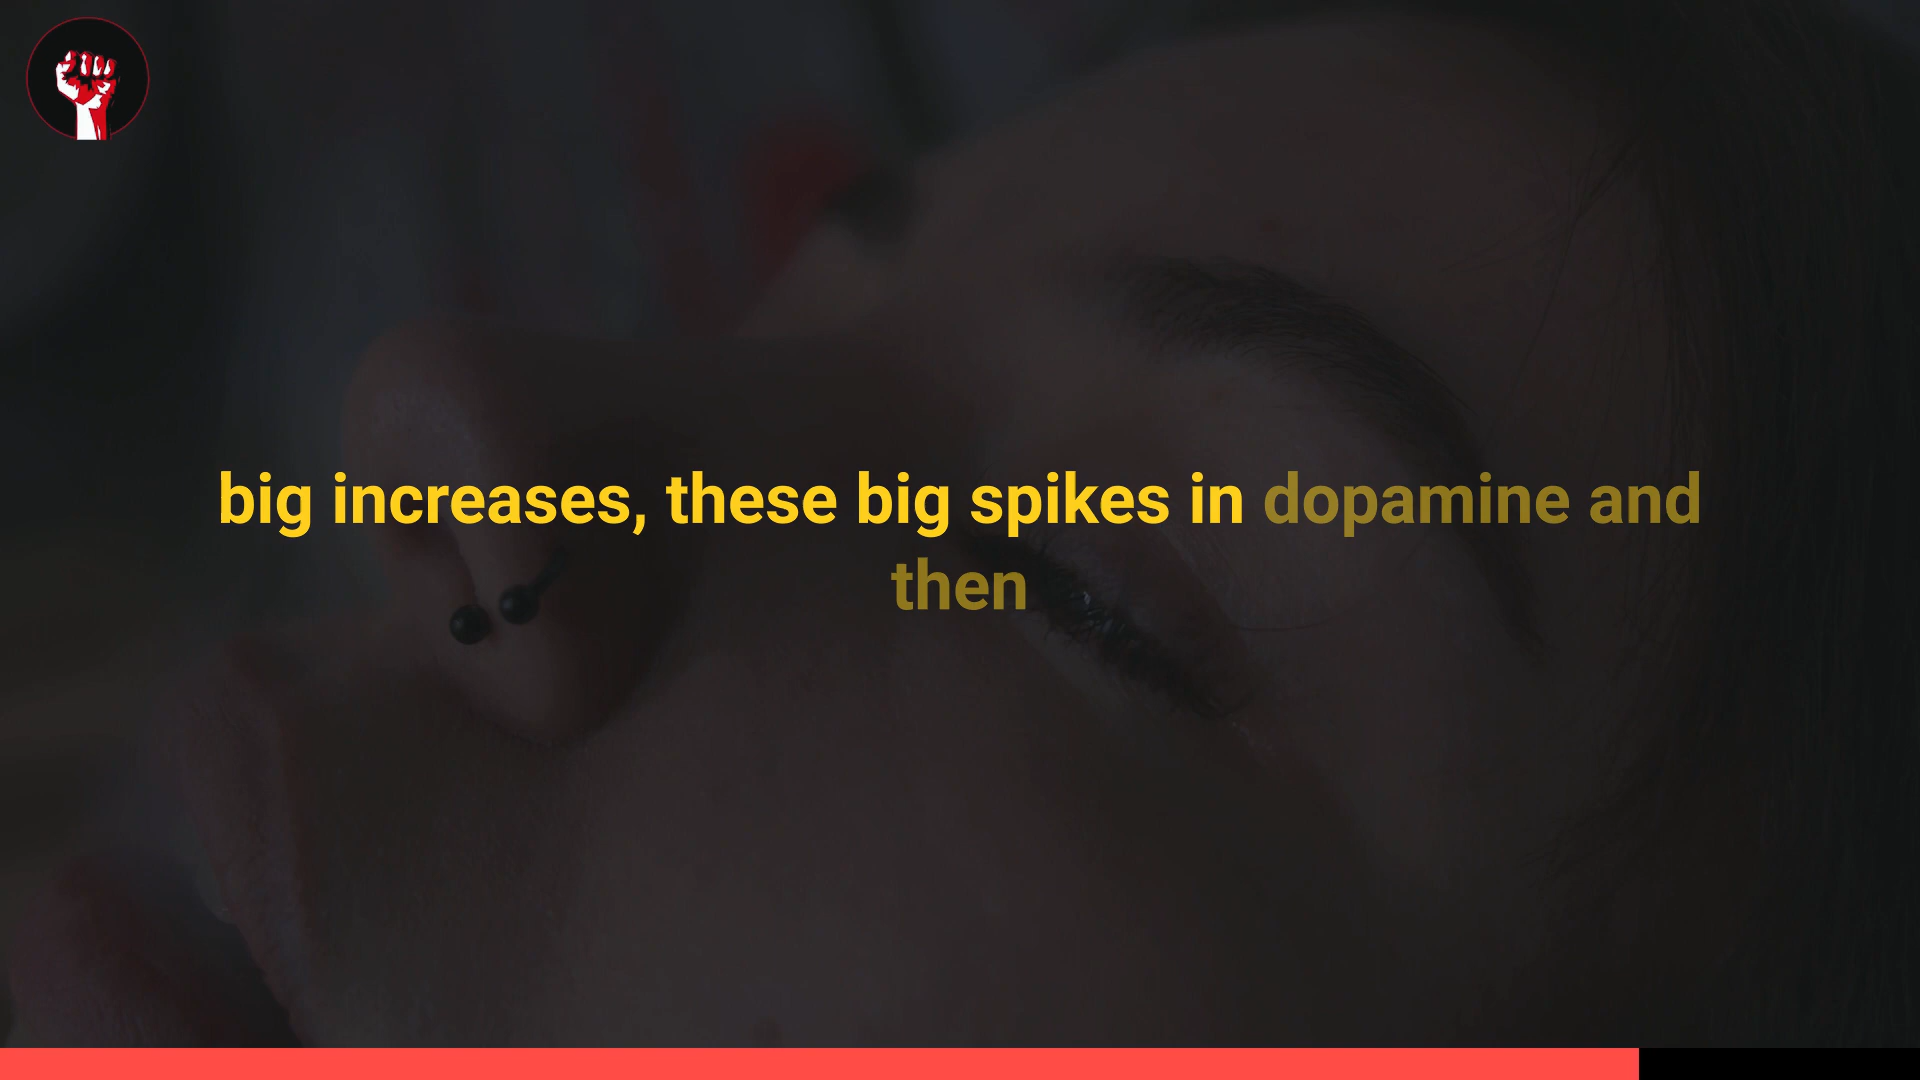 big increases, these big spikes in dopamine and
then